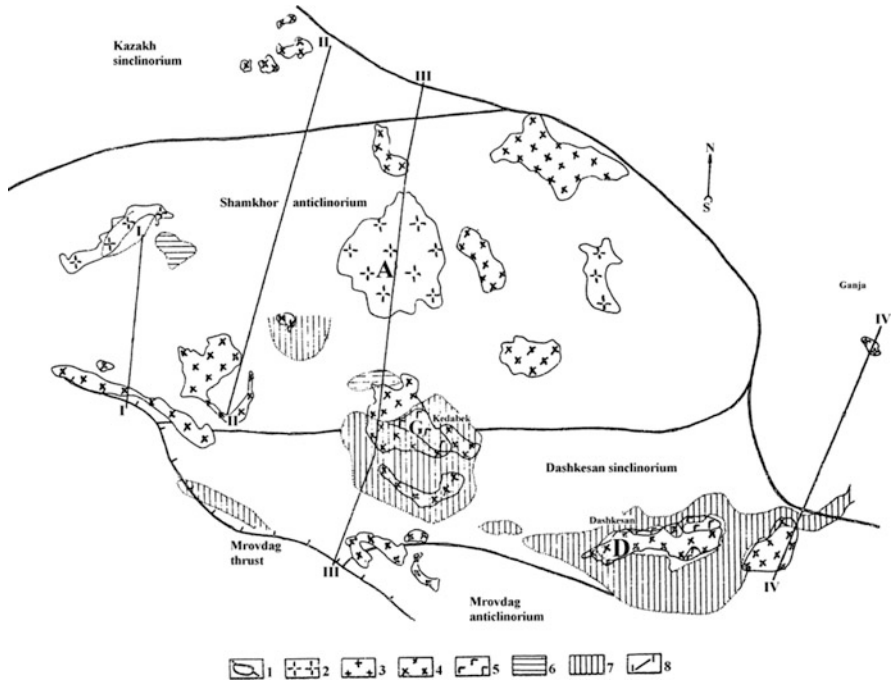 Kazakh
sinclinorium
II
III
N
S
Shamkhor anticlinorium
I
A
Ganja
IV
I
II
G
Kedabek
Dashkesan sinclinorium
Dashkesan
D
Mrovdag
thrust
III
IV
Mrovdag
anticlinorium
1 2 3 4 5 6 7 8